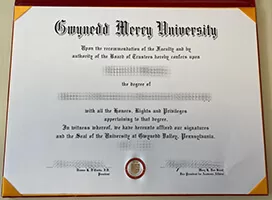 Gwynedd Mercy University
Upon the recommendation of the Faculty and by
authority of the Board of Trustees hereby confers upon
the degree of
with all the Honors, Rights and Privileges
appertaining to that degree.
In witness whereof, we have hereunto affixed our signatures
and the Seal of the University at Gwynedd Valley, Pennsylvania.
President